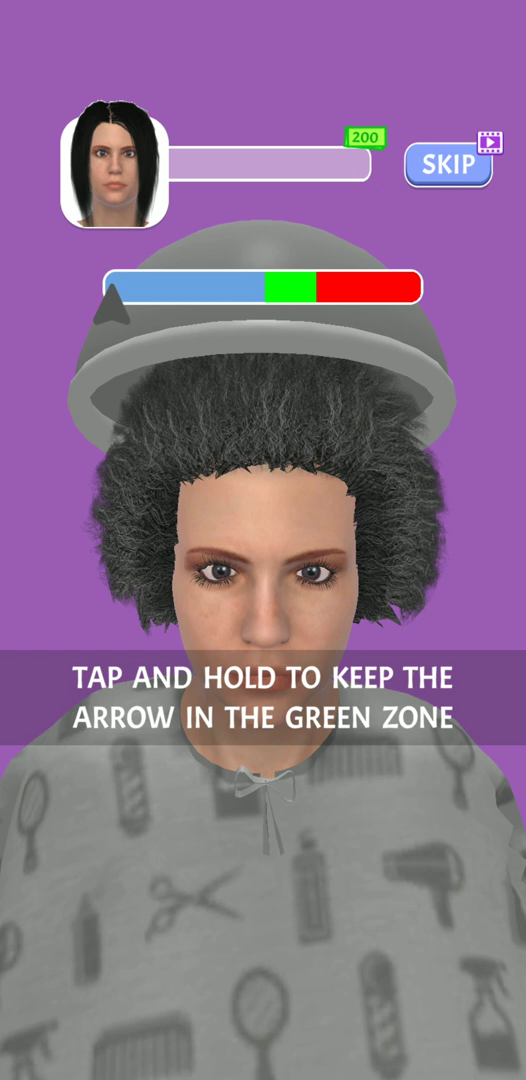 200
SKIP
TAP AND HOLD TO KEEP THE
ARROW IN THE GREEN ZONE